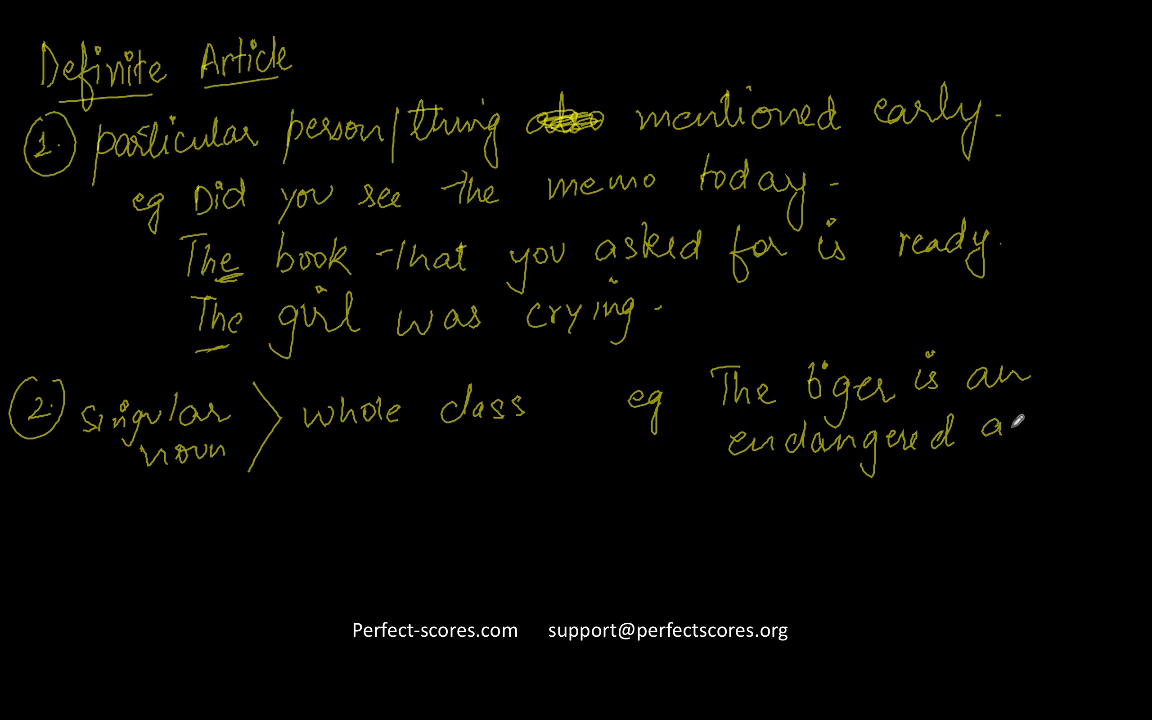 Definite Article
1. particular person/thing mentioned early.
eg Did you see the memo today.
The book that you asked for is ready.
The girl was crying.
2. singular noun > whole class eg The tiger is an
endangered a
Perfect-scores.com support@perfectscores.org